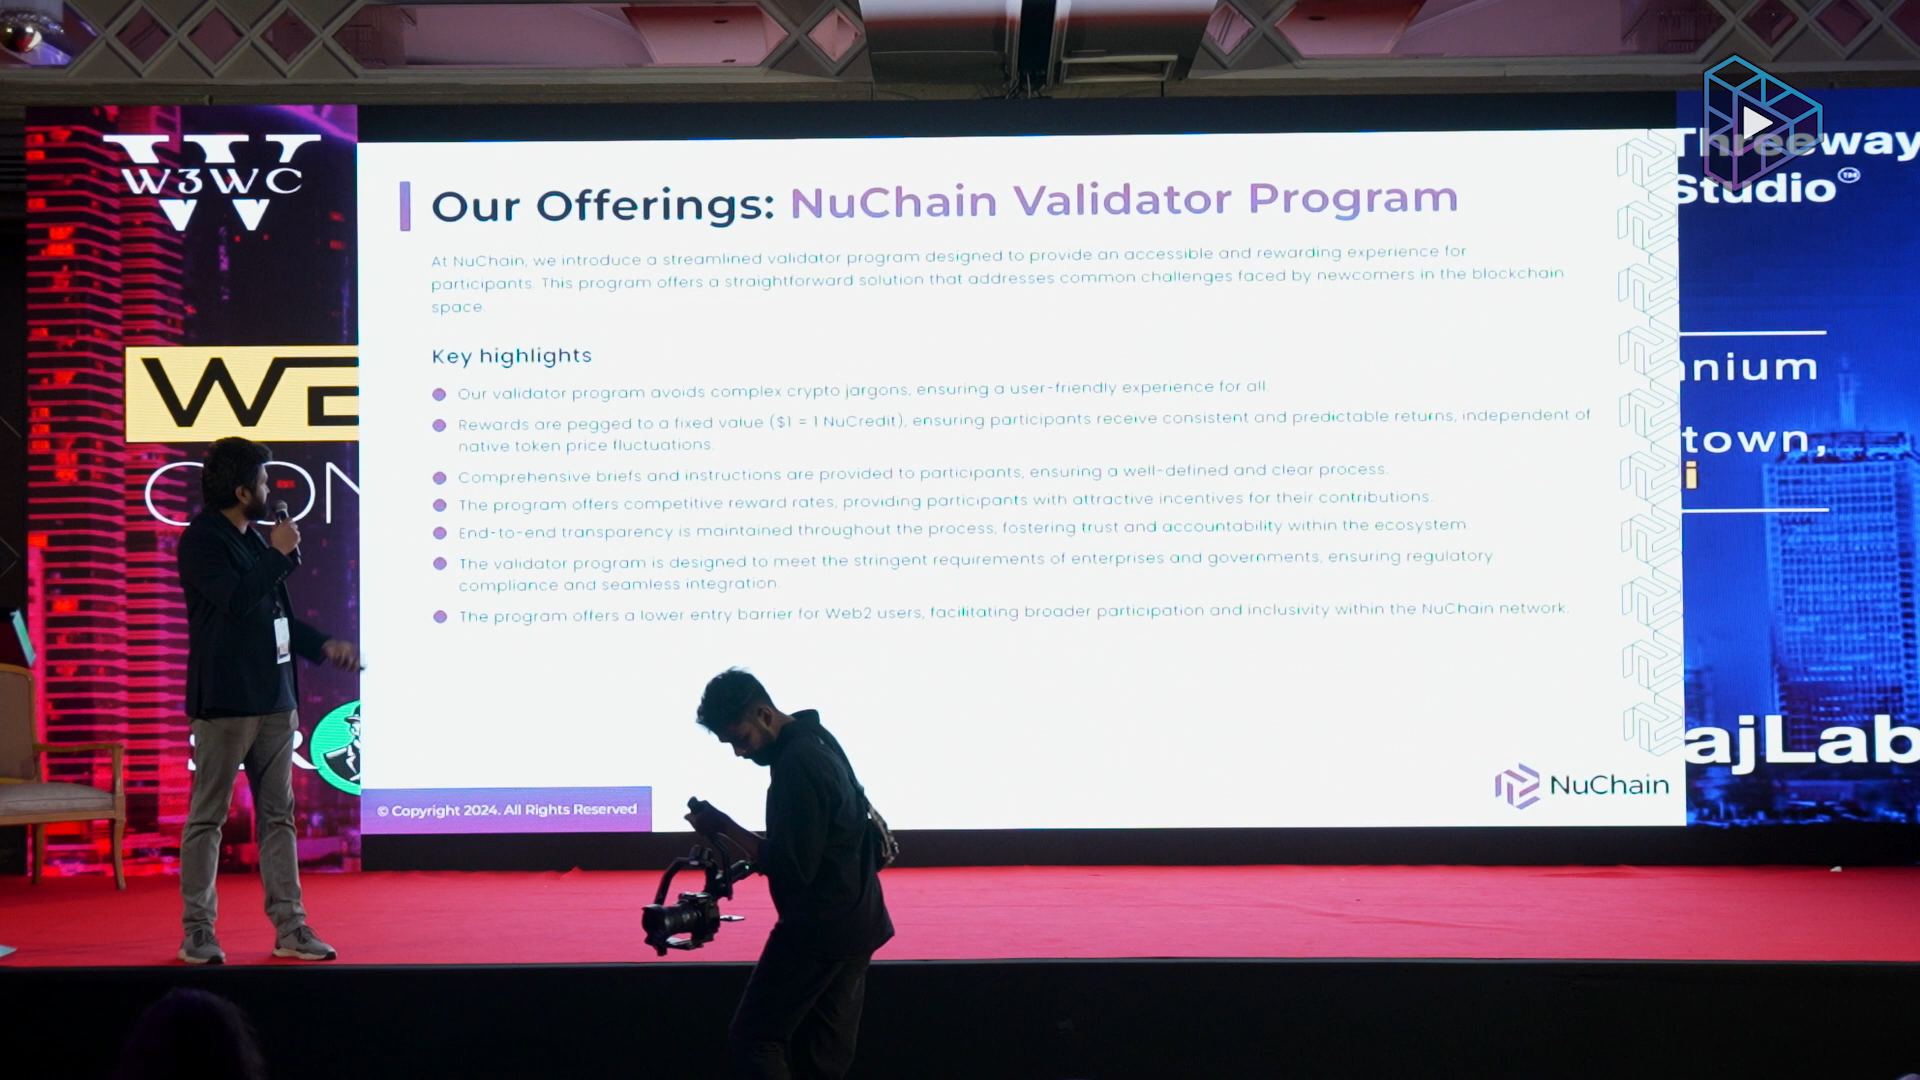 W3WC
WE
CON
Our Offerings: NuChain Validator Program
At NuChain, we introduce a streamlined validator program designed to provide an accessible and rewarding experience for
participants. This program offers a straightforward solution that addresses common challenges faced by newcomers in the blockchain
space.
Key highlights
Our validator program avoids complex crypto jargons, ensuring a user-friendly experience for all.
Rewards are pegged to a fixed value ($1 = 1 NuCredit), ensuring participants receive consistent and predictable returns, independent of
native token price fluctuations.
Comprehensive briefs and instructions are provided to participants, ensuring a well-defined and clear process.
The program offers competitive reward rates, providing participants with attractive incentives for their contributions.
End-to-end transparency is maintained throughout the process, fostering trust and accountability within the ecosystem
The validator program is designed to meet the stringent requirements of enterprises and governments, ensuring regulatory
compliance and seamless integration.
The program offers a lower entry barrier for Web2 users, facilitating broader participation and inclusivity within the NuChain network.
© Copyright 2024. All Rights Reserved
NuChain
Threeway
Studio™
nnium
town,
i
ajLab